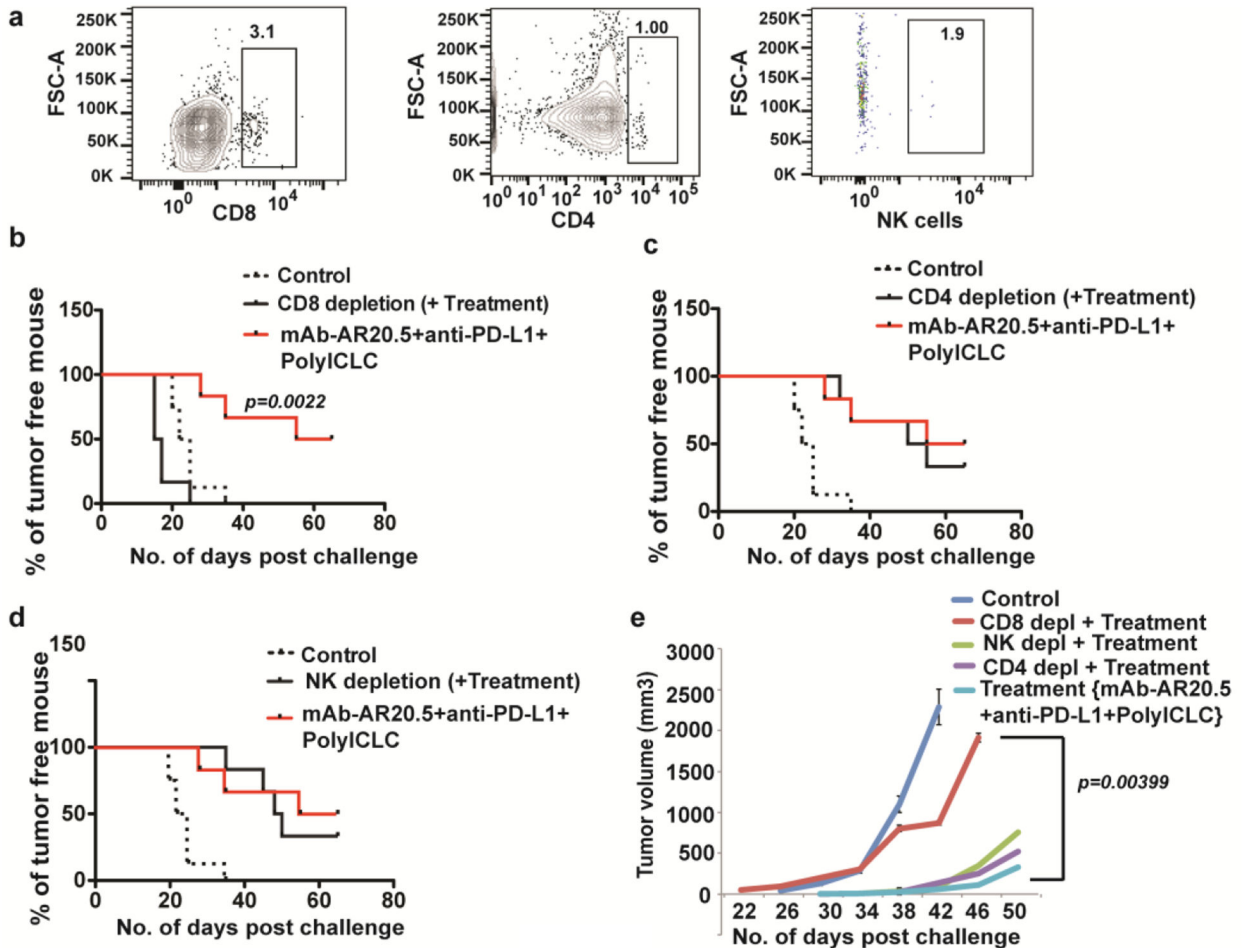 a
3.1
FSC-A
250K
200K
150K
100K
50K
0K
10^0 10^4
CD8
1.00
FSC-A
250K
200K
150K
100K
50K
0K
10^0 10^1 10^2 10^3 10^4 10^5
CD4
1.9
FSC-A
250K
200K
150K
100K
50K
0K
10^0 10^4
NK cells
b
Control
CD8 depletion (+ Treatment)
mAb-AR20.5+anti-PD-L1+
PolyICLC
p=0.0022
% of tumor free mouse
150
100
50
0
0 20 40 60 80
No. of days post challenge
c
Control
CD4 depletion (+Treatment)
mAb-AR20.5+anti-PD-L1+
PolyICLC
% of tumor free mouse
150
100
50
0
0 20 40 60 80
No. of days post challenge
d
Control
NK depletion (+Treatment)
mAb-AR20.5+anti-PD-L1+
PolyICLC
% of tumor free mouse
150
100
50
0
0 20 40 60 80
No. of days post challenge
e
Control
CD8 depl + Treatment
NK depl + Treatment
CD4 depl + Treatment
Treatment {mAb-AR20.5
+anti-PD-L1+PolyICLC}
p=0.00399
Tumor volume (mm3)
3000
2500
2000
1500
1000
500
0
22 26 30 34 38 42 46 50
No. of days post challenge